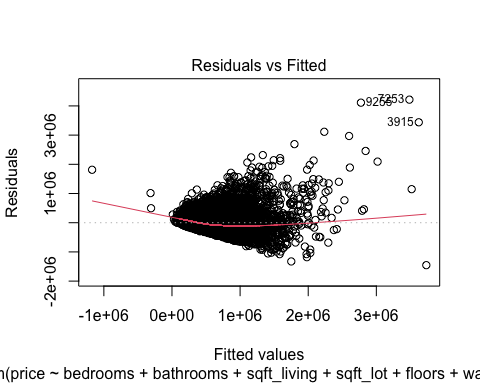 Residuals vs Fitted
Residuals
3e+06
1e+06
-2e+06
9255
7253
3915
-1e+06 0e+00 1e+06 2e+06 3e+06
Fitted values
m(price ~ bedrooms + bathrooms + sqft_living + sqft_lot + floors + wa